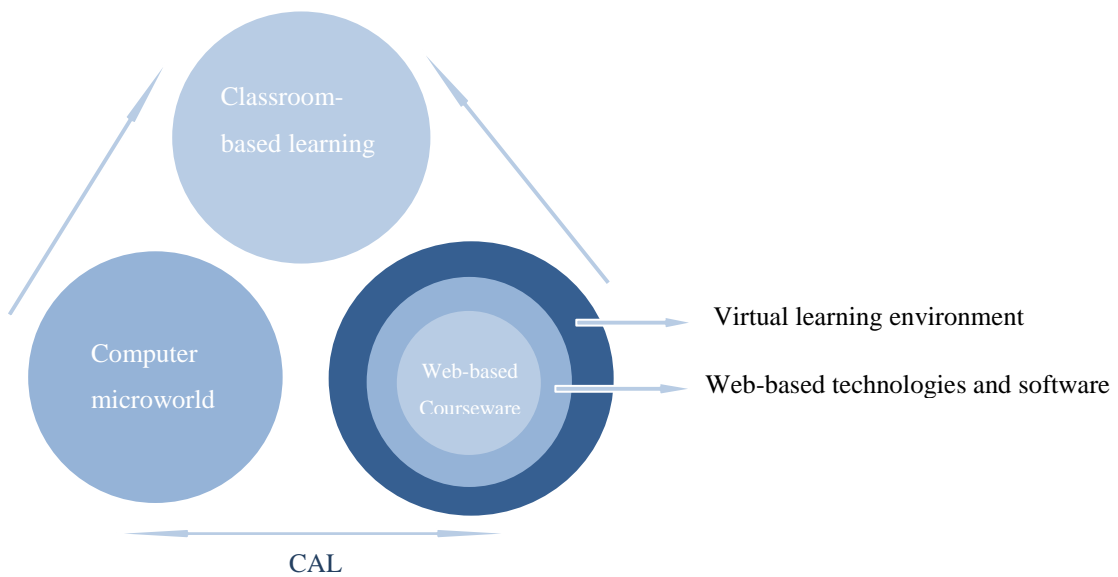 Classroom-
based learning
Computer
microworld
Web-based
Courseware
Virtual learning environment
Web-based technologies and software
CAL